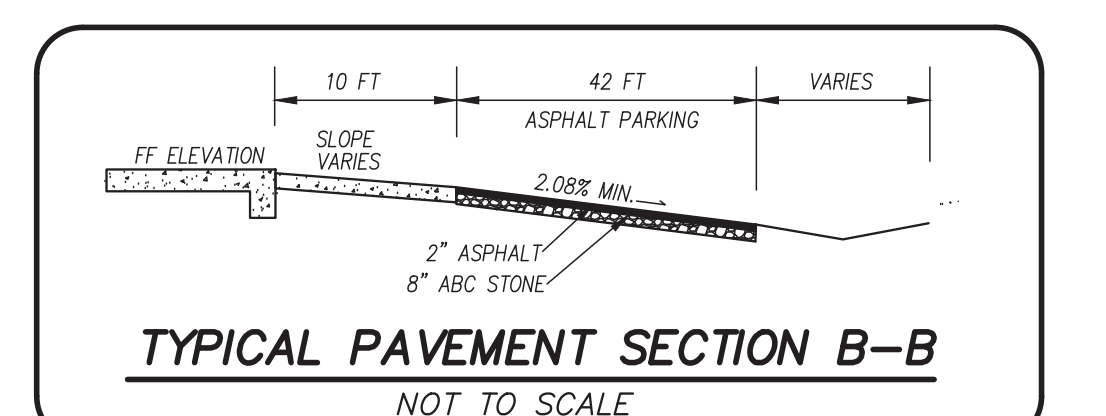 10 FT
42 FT
VARIES
ASPHALT PARKING
FF ELEVATION
SLOPE
VARIES
2.08% MIN.
2" ASPHALT
8" ABC STONE
TYPICAL PAVEMENT SECTION B-B
NOT TO SCALE